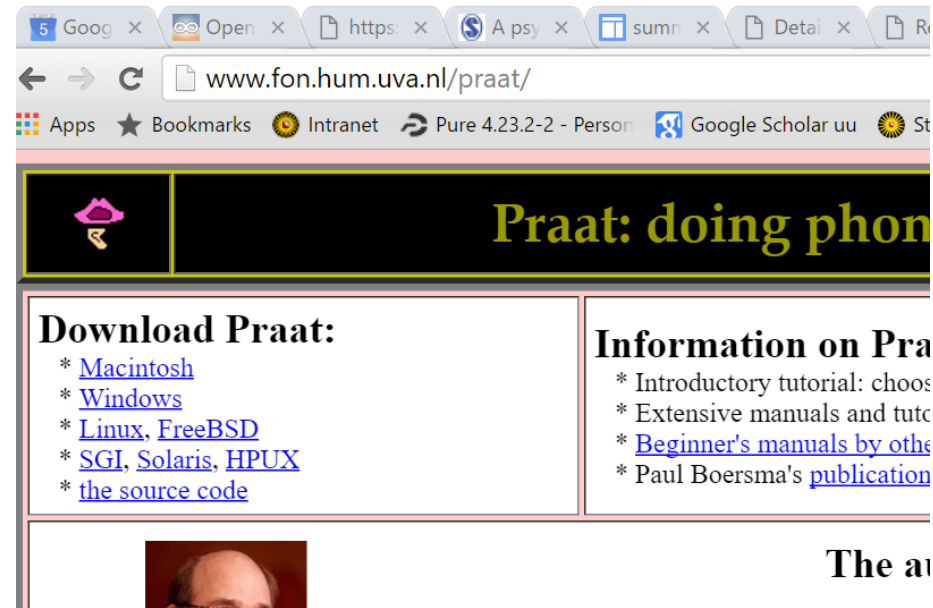 5 Goog Open https: A psy sumn Detai R
www.fon.hum.uva.nl/praat/
Apps Bookmarks Intranet Pure 4.23.2-2 - Person Google Scholar uu St
Praat: doing phon
Download Praat:
* Macintosh
* Windows
* Linux, FreeBSD
* SGI, Solaris, HPUX
* the source code
Information on Pra
* Introductory tutorial: choos
* Extensive manuals and tuto
* Beginner's manuals by othe
* Paul Boersma's publication
The au